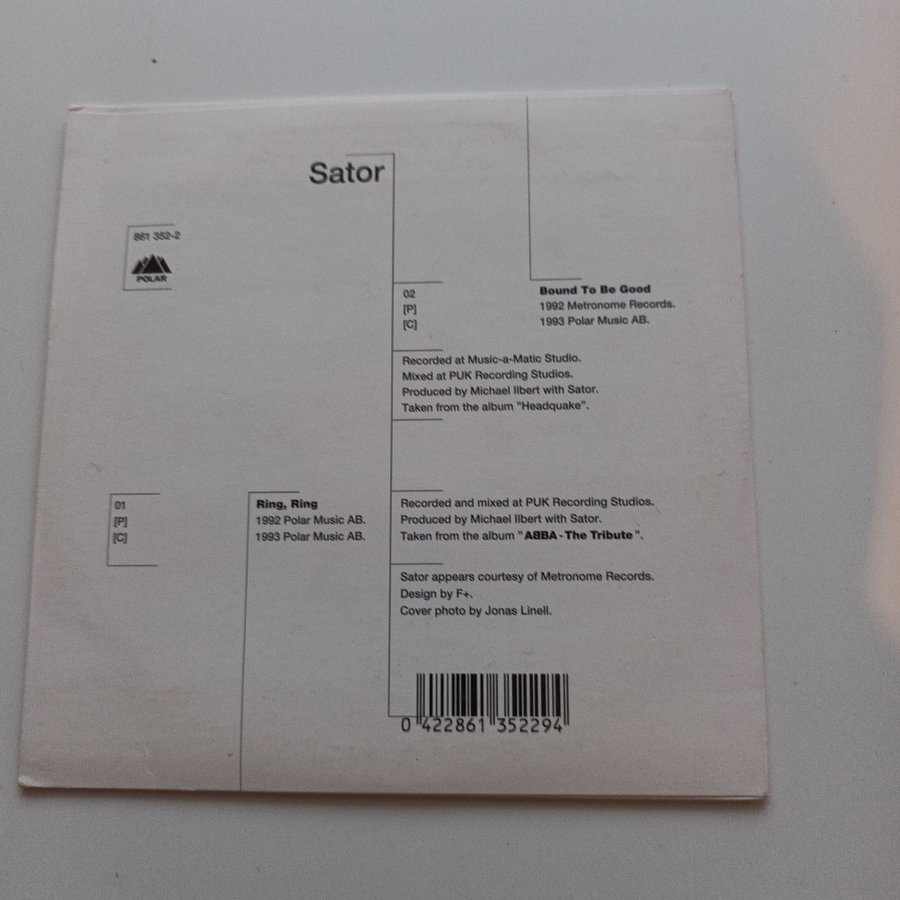 Sator
861 352-2
POLAR
02
[P]
[C]
Bound To Be Good
1992 Metronome Records.
1993 Polar Music AB.
Recorded at Music-a-Matic Studio.
Mixed at PUK Recording Studios.
Produced by Michael Ilbert with Sator.
Taken from the album "Headquake".
01
[P]
[C]
Ring, Ring
1992 Polar Music AB.
1993 Polar Music AB.
Recorded and mixed at PUK Recording Studios.
Produced by Michael Ilbert with Sator.
Taken from the album "ABBA - The Tribute".
Sator appears courtesy of Metronome Records.
Design by F+.
Cover photo by Jonas Linell.
0 422861 352294